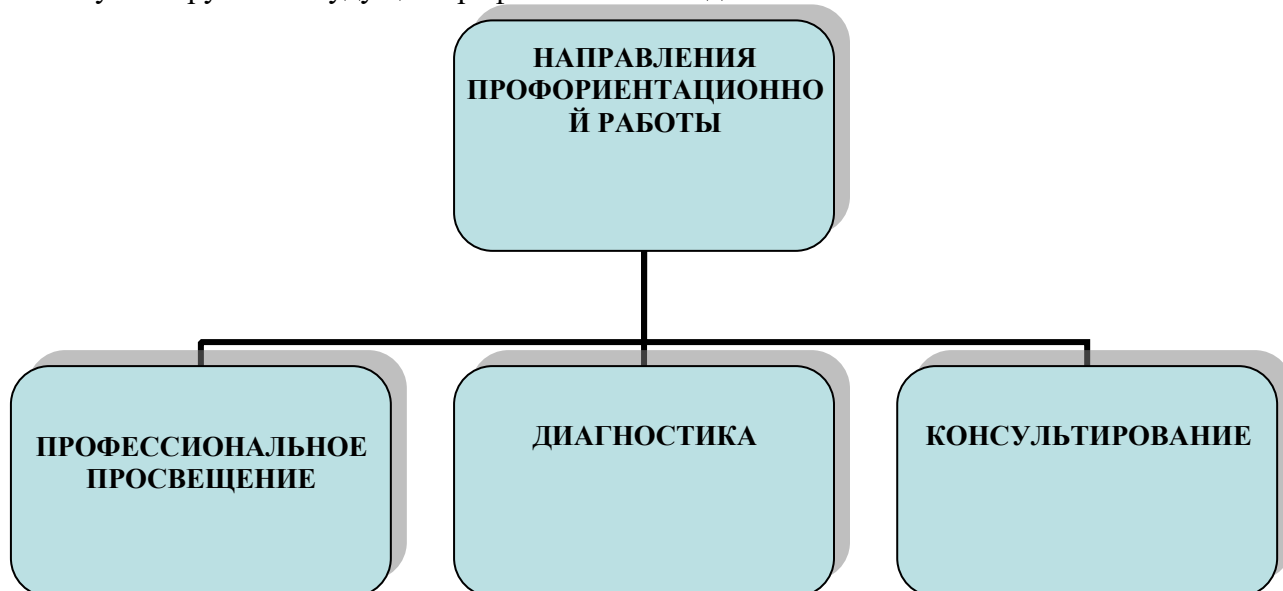 НАПРАВЛЕНИЯ
ПРОФОРИЕНТАЦИОННО
Й РАБОТЫ
ПРОФЕССИОНАЛЬНОЕ
ПРОСВЕЩЕНИЕ
ДИАГНОСТИКА
КОНСУЛЬТИРОВАНИЕ